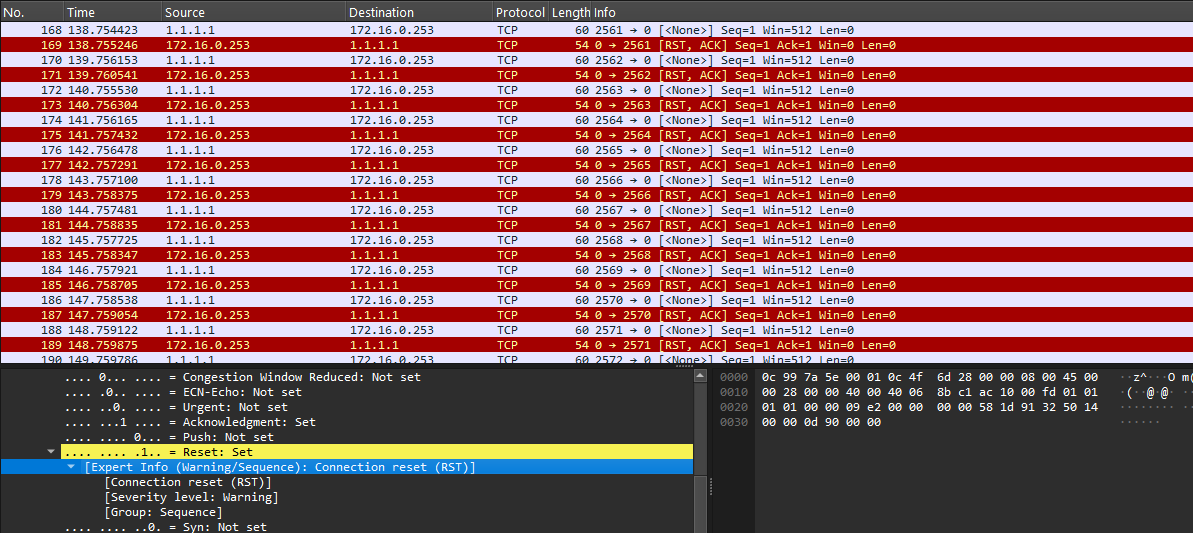 No. Time Source Destination Protocol Length Info
168 138.754423 1.1.1.1 172.16.0.253 TCP 60 2561 → 0 [<None>] Seq=1 Win=512 Len=0
169 138.755246 172.16.0.253 1.1.1.1 TCP 54 0 → 2561 [RST, ACK] Seq=1 Ack=1 Win=0 Len=0
170 139.756153 1.1.1.1 172.16.0.253 TCP 60 2562 → 0 [<None>] Seq=1 Win=512 Len=0
171 139.760541 172.16.0.253 1.1.1.1 TCP 54 0 → 2562 [RST, ACK] Seq=1 Ack=1 Win=0 Len=0
172 140.755530 1.1.1.1 172.16.0.253 TCP 60 2563 → 0 [<None>] Seq=1 Win=512 Len=0
173 140.756304 172.16.0.253 1.1.1.1 TCP 54 0 → 2563 [RST, ACK] Seq=1 Ack=1 Win=0 Len=0
174 141.756165 1.1.1.1 172.16.0.253 TCP 60 2564 → 0 [<None>] Seq=1 Win=512 Len=0
175 141.757432 172.16.0.253 1.1.1.1 TCP 54 0 → 2564 [RST, ACK] Seq=1 Ack=1 Win=0 Len=0
176 142.756478 1.1.1.1 172.16.0.253 TCP 60 2565 → 0 [<None>] Seq=1 Win=512 Len=0
177 142.757291 172.16.0.253 1.1.1.1 TCP 54 0 → 2565 [RST, ACK] Seq=1 Ack=1 Win=0 Len=0
178 143.757100 1.1.1.1 172.16.0.253 TCP 60 2566 → 0 [<None>] Seq=1 Win=512 Len=0
179 143.758375 172.16.0.253 1.1.1.1 TCP 54 0 → 2566 [RST, ACK] Seq=1 Ack=1 Win=0 Len=0
180 144.757481 1.1.1.1 172.16.0.253 TCP 60 2567 → 0 [<None>] Seq=1 Win=512 Len=0
181 144.758835 172.16.0.253 1.1.1.1 TCP 54 0 → 2567 [RST, ACK] Seq=1 Ack=1 Win=0 Len=0
182 145.757725 1.1.1.1 172.16.0.253 TCP 60 2568 → 0 [<None>] Seq=1 Win=512 Len=0
183 145.758347 172.16.0.253 1.1.1.1 TCP 54 0 → 2568 [RST, ACK] Seq=1 Ack=1 Win=0 Len=0
184 146.757921 1.1.1.1 172.16.0.253 TCP 60 2569 → 0 [<None>] Seq=1 Win=512 Len=0
185 146.758705 172.16.0.253 1.1.1.1 TCP 54 0 → 2569 [RST, ACK] Seq=1 Ack=1 Win=0 Len=0
186 147.758538 1.1.1.1 172.16.0.253 TCP 60 2570 → 0 [<None>] Seq=1 Win=512 Len=0
187 147.759054 172.16.0.253 1.1.1.1 TCP 54 0 → 2570 [RST, ACK] Seq=1 Ack=1 Win=0 Len=0
188 148.759122 1.1.1.1 172.16.0.253 TCP 60 2571 → 0 [<None>] Seq=1 Win=512 Len=0
189 148.759875 172.16.0.253 1.1.1.1 TCP 54 0 → 2571 [RST, ACK] Seq=1 Ack=1 Win=0 Len=0
190 149.759786 1.1.1.1 172.16.0.253 TCP 60 2572 → 0 [<None>] Seq=1 Win=512 Len=0
.... 0... .... = Congestion Window Reduced: Not set
.... .0.. .... = ECN-Echo: Not set
.... ..0. .... = Urgent: Not set
.... ...1 .... = Acknowledgment: Set
.... .... 0... = Push: Not set
.... .... .1.. = Reset: Set
[Expert Info (Warning/Sequence): Connection reset (RST)]
[Connection reset (RST)]
[Severity level: Warning]
[Group: Sequence]
.... .... ..0. = Syn: Not set
0000 0c 99 7a 5e 00 01 0c 4f 6d 28 00 00 08 00 45 00 ··z^···O m(
0010 00 28 00 00 40 00 40 06 8b c1 ac 10 00 fd 01 01 ·(··@·@· ········
0020 01 01 00 00 09 e2 00 00 00 00 58 1d 91 32 50 14
0030 00 00 0d 90 00 00 ······